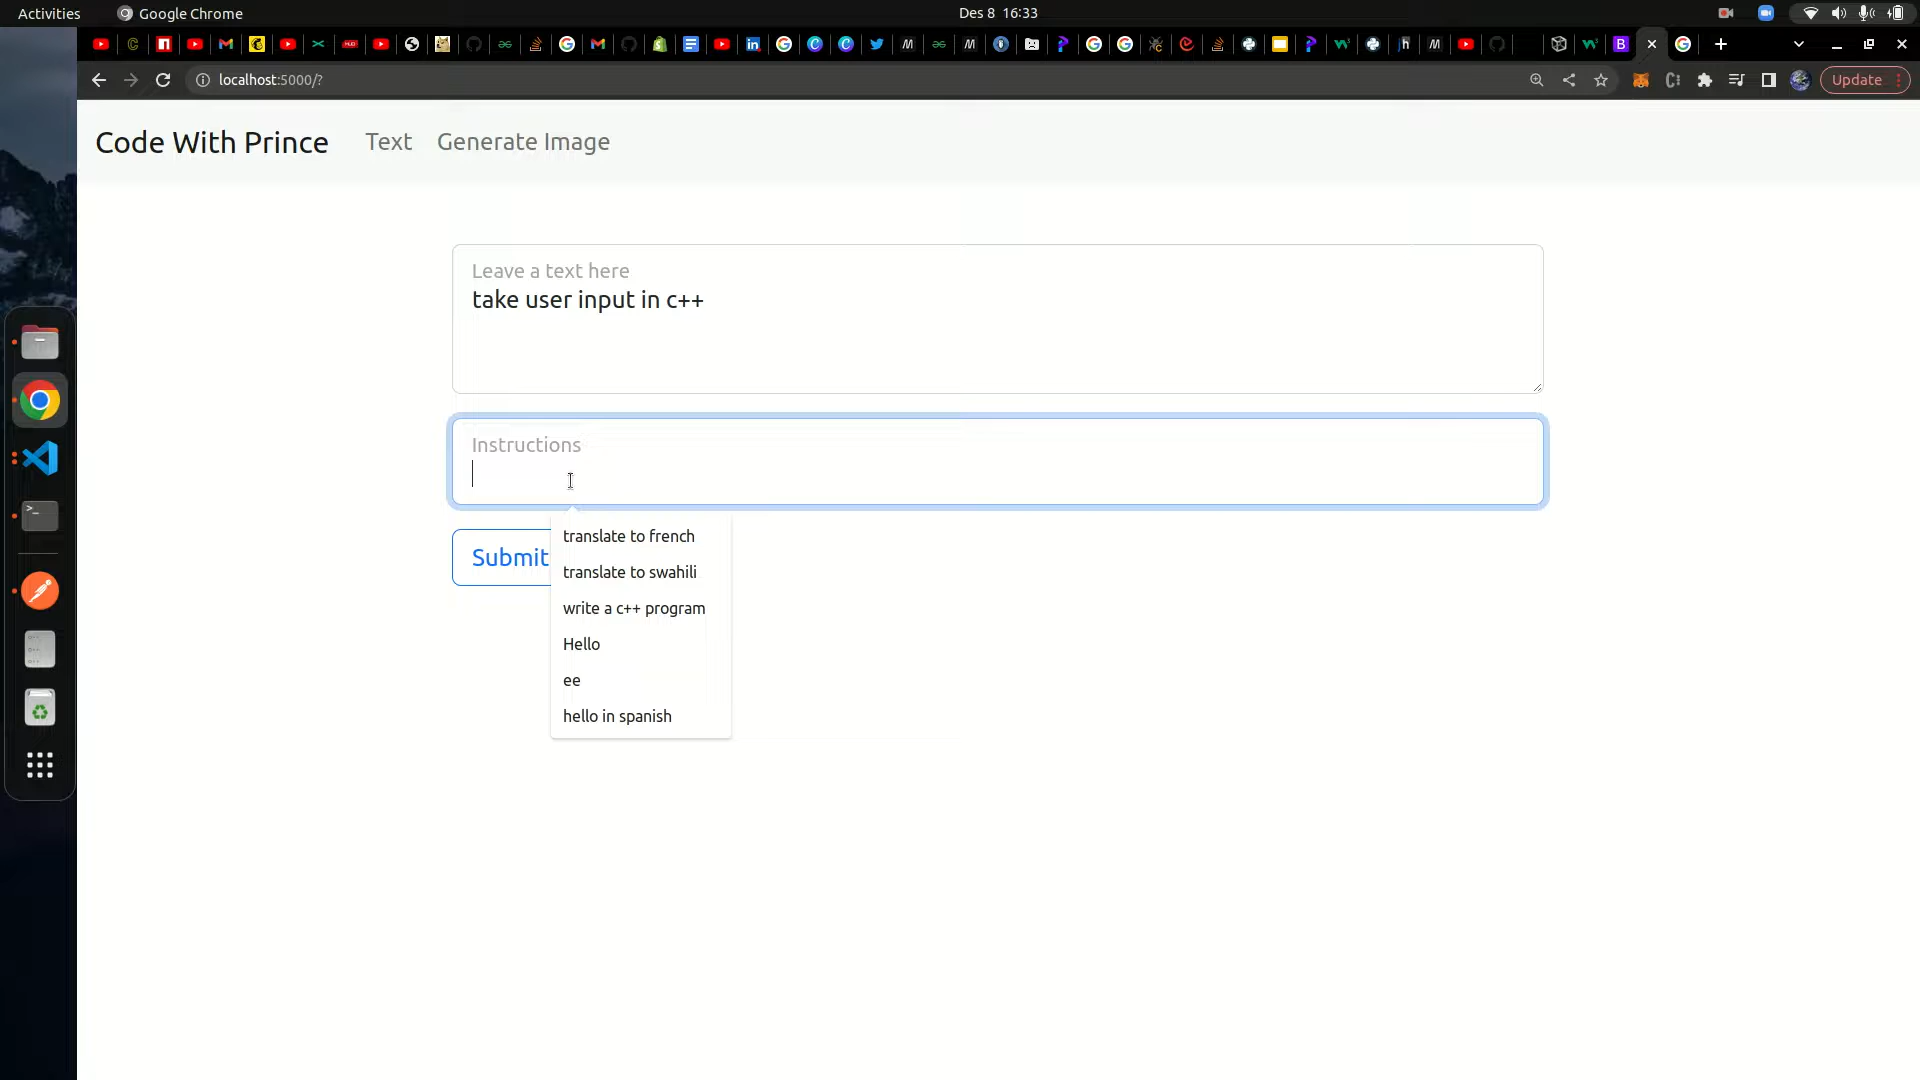 Activities Google Chrome Des 8 16:33
localhost:5000/? Update
Code With Prince Text Generate Image
Leave a text here
take user input in c++
Instructions
Submit
translate to french
translate to swahili
write a c++ program
Hello
ee
hello in spanish